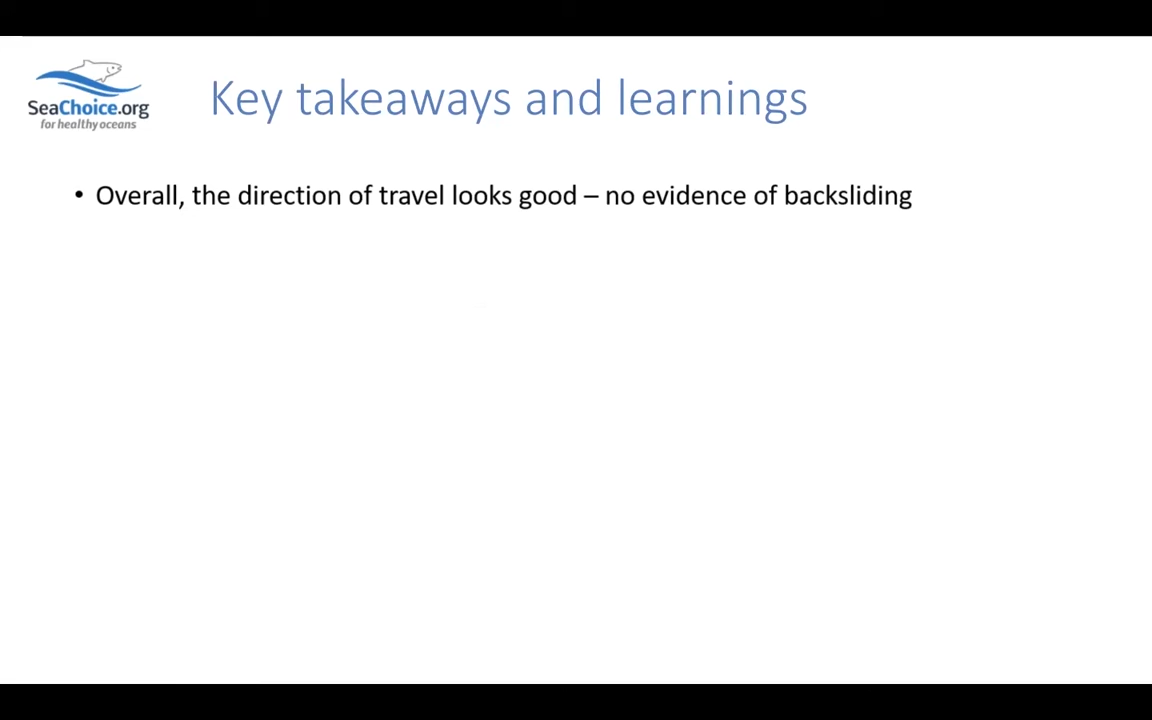 Key takeaways and learnings
SeaChoice.org
for healthy oceans
• Overall, the direction of travel looks good – no evidence of backsliding